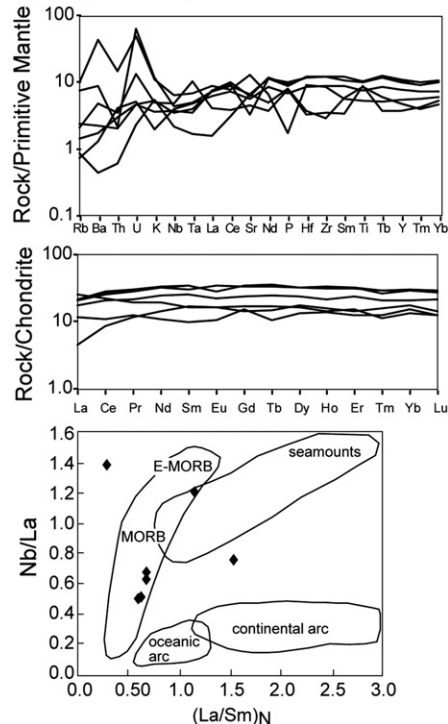 Rock/Primitive Mantle
100
10
1
0.1
Rb Ba Th U K Nb Ta La Ce Sr Nd P Hf Zr Sm Ti Tb Y Tm Yb
Rock/Chondrite
100
10
1.0
La Ce Pr Nd Sm Eu Gd Tb Dy Ho Er Tm Yb Lu
Nb/La
1.6
1.4
1.2
1.0
0.8
0.6
0.4
0.2
0.0
E-MORB
seamounts
MORB
oceanic
arc
continental arc
0.0 0.50 1.0 1.5 2.0 2.5 3.0
(La/Sm)N